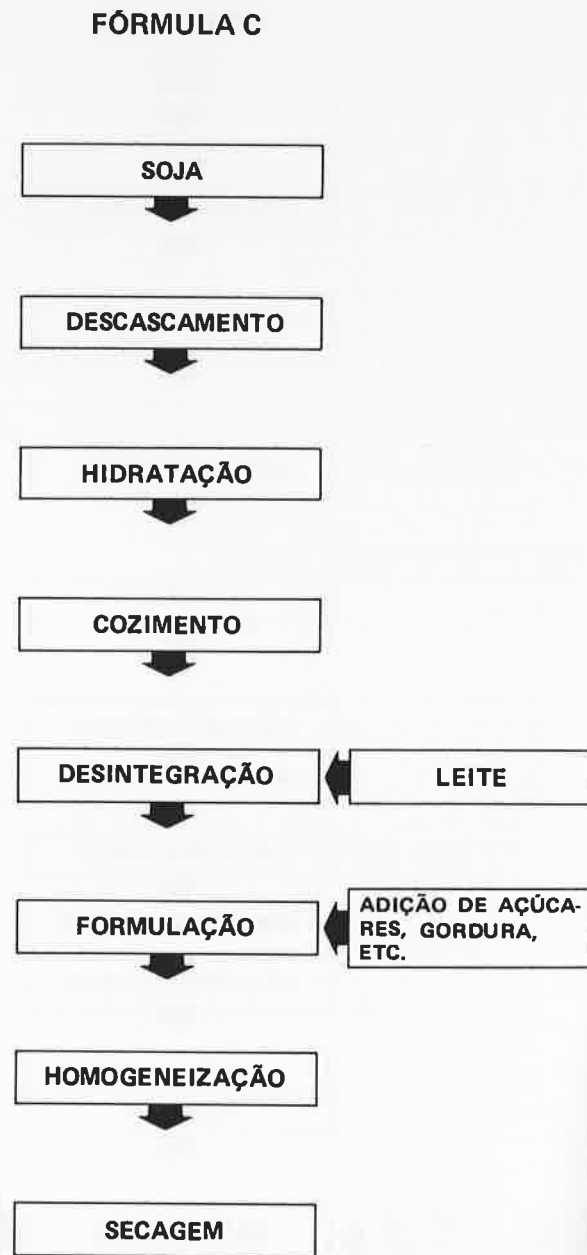 FÓRMULA C
SOJA
DESCASCAMENTO
HIDRATAÇÃO
COZIMENTO
DESINTEGRAÇÃO
LEITE
FORMULAÇÃO
ADIÇÃO DE AÇÚCA-
RES, GORDURA,
ETC.
HOMOGENEIZAÇÃO
SECAGEM